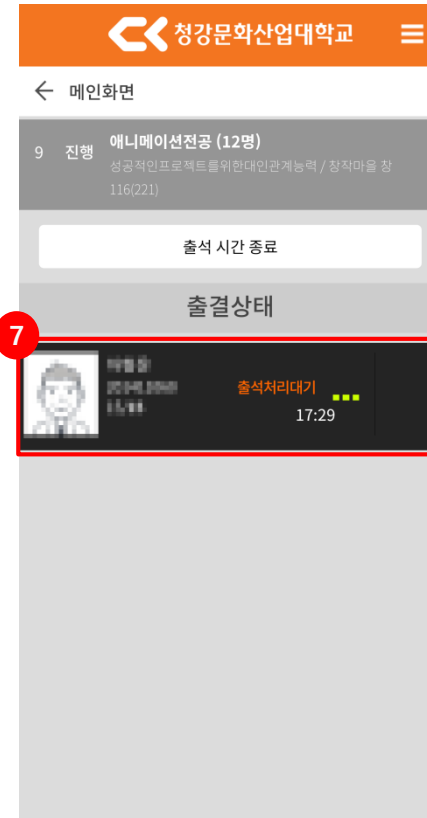 청강문화산업대학교
메인화면
9 진행 애니메이션전공 (12명)
성공적인프로젝트를위한대인관계능력 / 창작마을 창
116(221)
출석 시간 종료
출결상태
7
출석처리대기
17:29